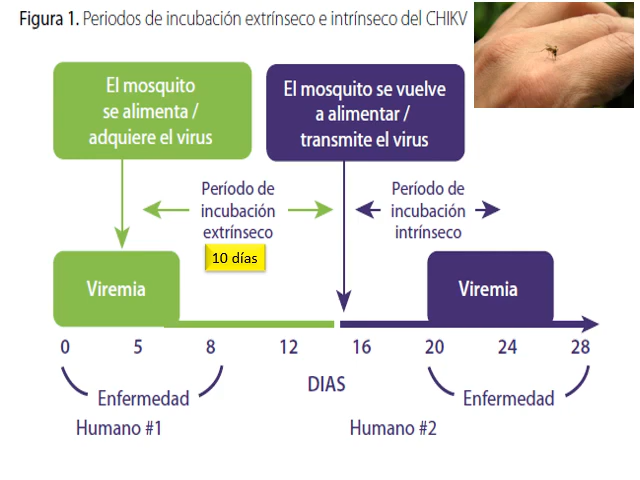 Figura 1. Periodos de incubación extrínseco e intrínseco del CHIKV
El mosquito
se alimenta /
adquiere el virus
El mosquito se vuelve
a alimentar /
transmite el virus
Período de
incubación
extrínseco
10 días
Período de
incubación
intrínseco
Viremia
Viremia
0 5 8 12 16 20 24 28
DIAS
Enfermedad
Enfermedad
Humano #1
Humano #2